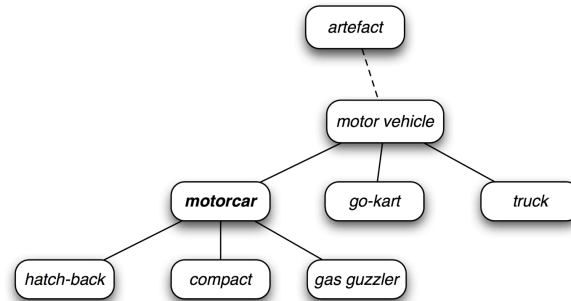 artefact
motor vehicle
motorcar
go-kart
truck
hatch-back
compact
gas guzzler